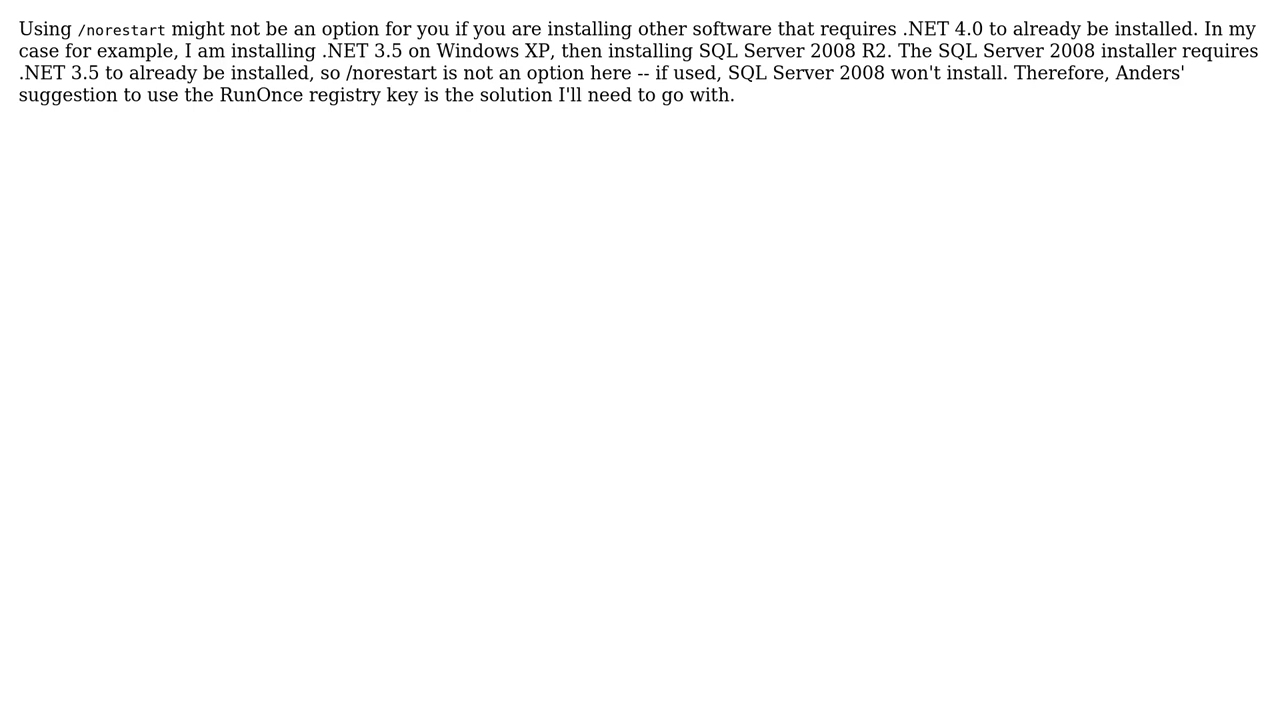 Using /norestart might not be an option for you if you are installing other software that requires .NET 4.0 to already be installed. In my
case for example, I am installing .NET 3.5 on Windows XP, then installing SQL Server 2008 R2. The SQL Server 2008 installer requires
.NET 3.5 to already be installed, so /norestart is not an option here -- if used, SQL Server 2008 won't install. Therefore, Anders'
suggestion to use the RunOnce registry key is the solution I'll need to go with.